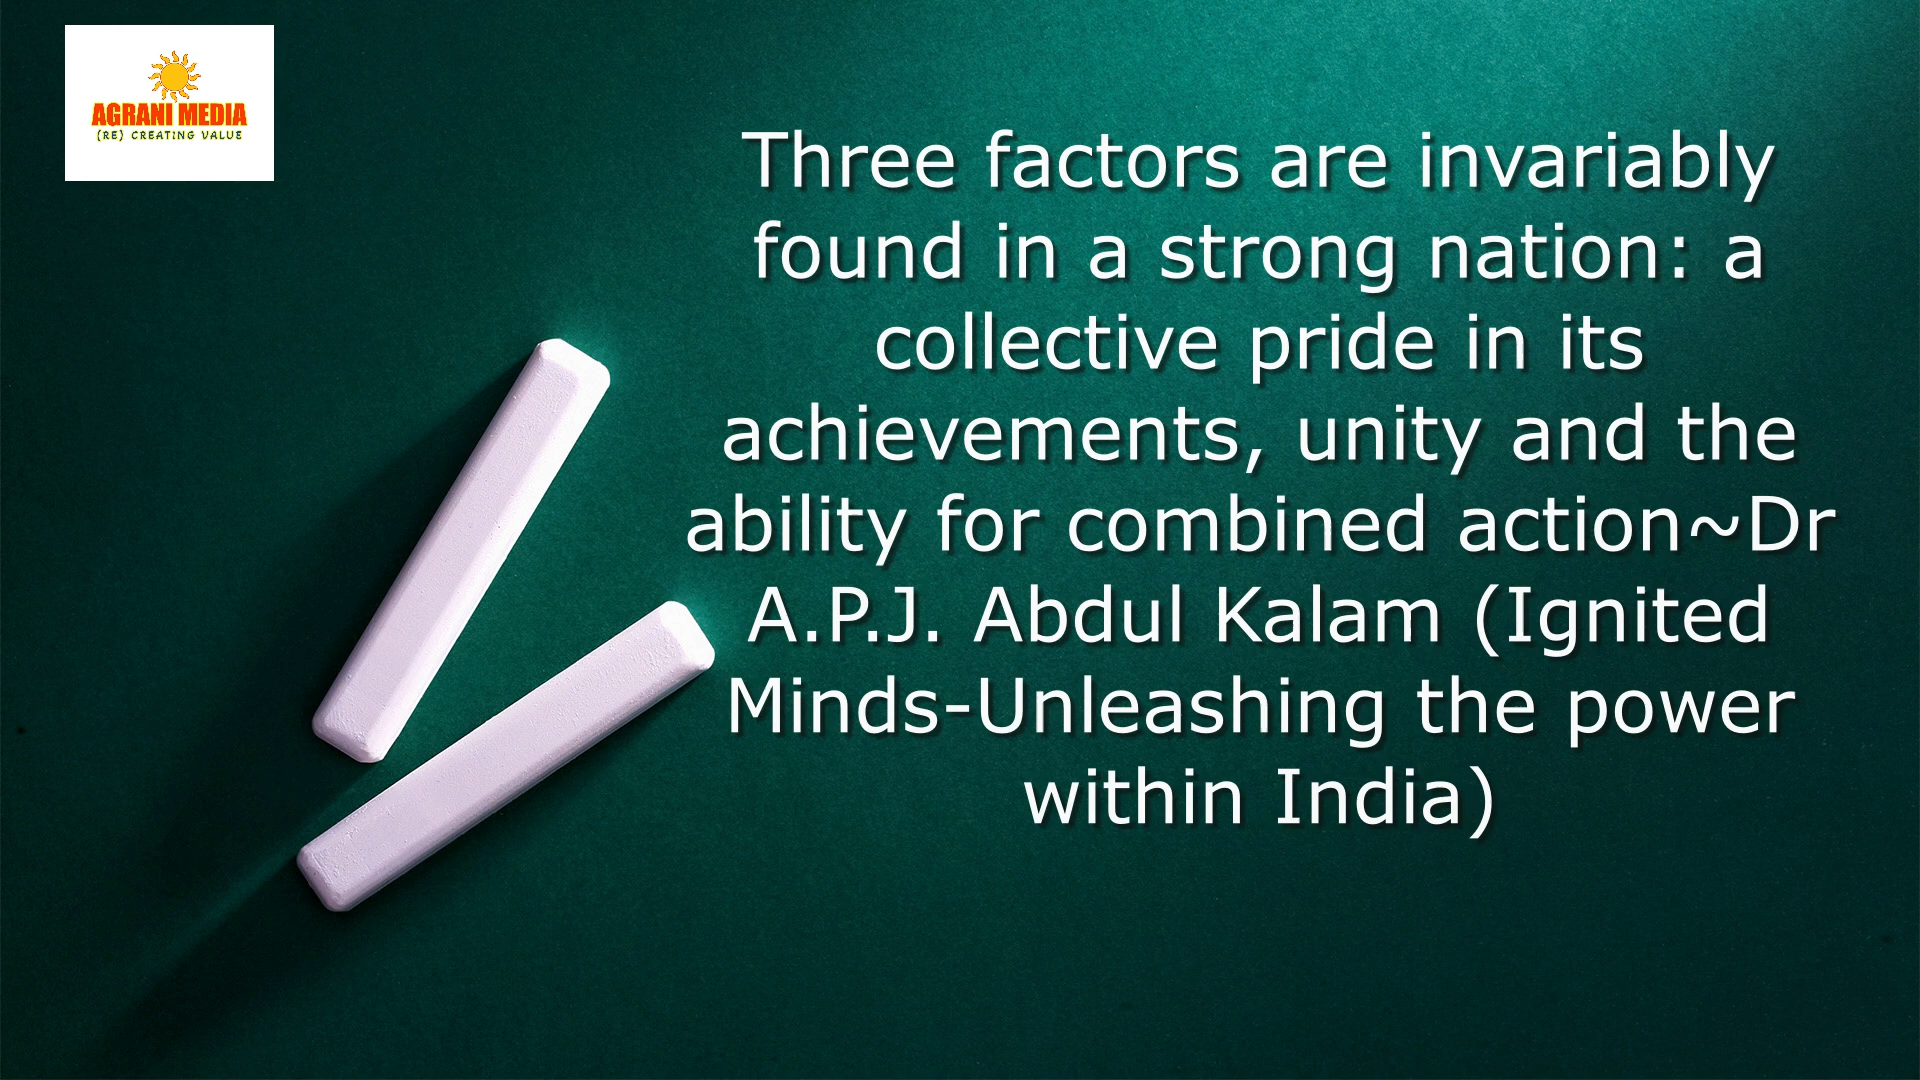 AGRANI MEDIA
(RE) CREATING VALUE
Three factors are invariably
found in a strong nation: a
collective pride in its
achievements, unity and the
ability for combined action~Dr
A.P.J. Abdul Kalam (Ignited
Minds-Unleashing the power
within India)